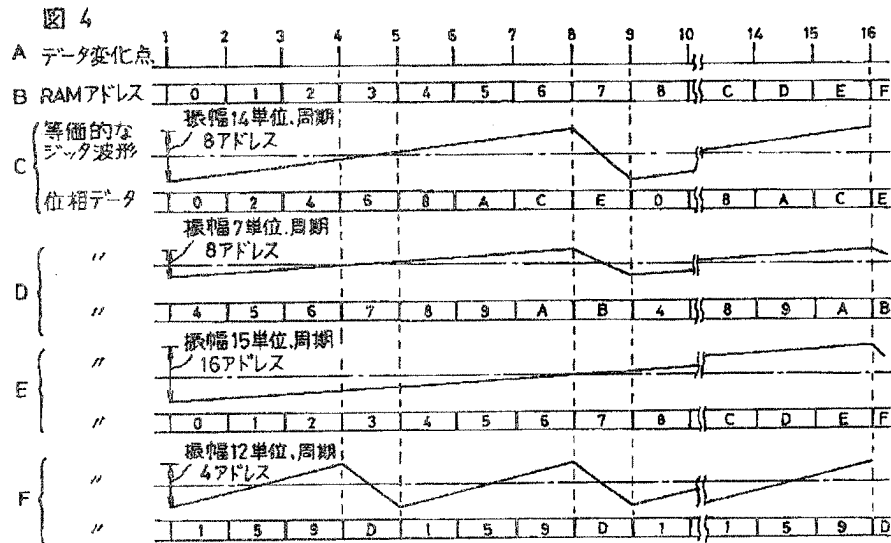 図 4
1 2 3 4 5 6 7 8 9 10 14 15 16
A データ変化点
B RAMアドレス 0 1 2 3 4 5 6 7 8 C D E F
C 等価的なジッタ波形 振幅14単位、周期
8アドレス
位相データ 0 2 4 6 8 A C E 0 8 A C E
振幅7単位、周期
D 〃 8アドレス
〃 4 5 6 7 8 9 A B 4 8 9 A B
振幅15単位、周期
E 〃 16アドレス
〃 0 1 2 3 4 5 6 7 8 C D E F
振幅12単位、周期
F 〃 4アドレス
〃 1 5 9 D 1 5 9 D 1 1 5 9 D